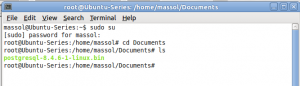 root@Ubuntu-Series: /home/massol/Documents
File Edit View Search Terminal Help
massol@Ubuntu-Series:~$ sudo su
[sudo] password for massol:
root@Ubuntu-Series:/home/massol# cd Documents
root@Ubuntu-Series:/home/massol/Documents# ls
postgresql-8.4.6-1-linux.bin
root@Ubuntu-Series:/home/massol/Documents#